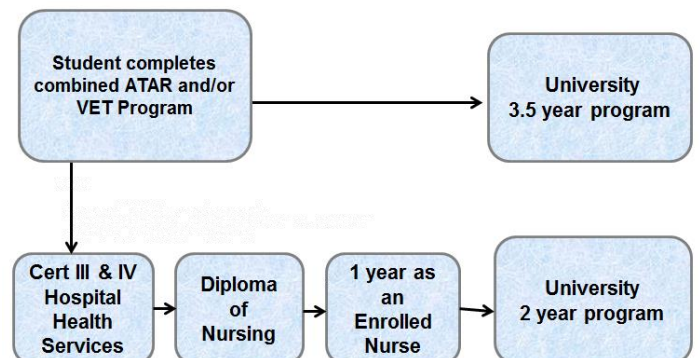 Student completes
combined ATAR and/or
VET Program
University
3.5 year program
Cert III & IV
Hospital
Health
Services
Diploma
of
Nursing
1 year as
an
Enrolled
Nurse
University
2 year program